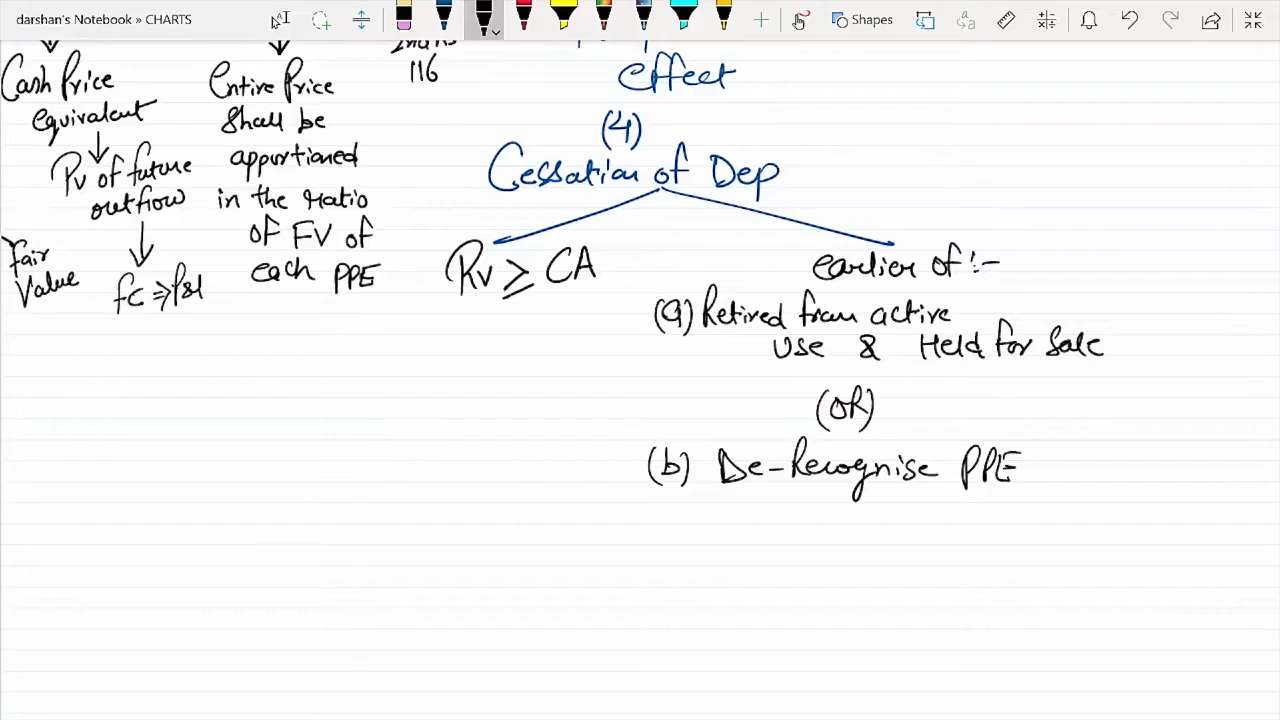 darshan's Notebook » CHARTS
Shapes
Cash Price
equivalent
Pv of future
outflow
Fair
Value
fc ⇒ P&l
Entire Price
Shall be
apportioned
in the ratio
of FV of
each PPE
116
effect
(4)
Cessation of Dep
Rv ≥ CA
earlier of :-
(a) Retired from active
Use & Held for Sale
(OR)
(b) De-Recognise PPE